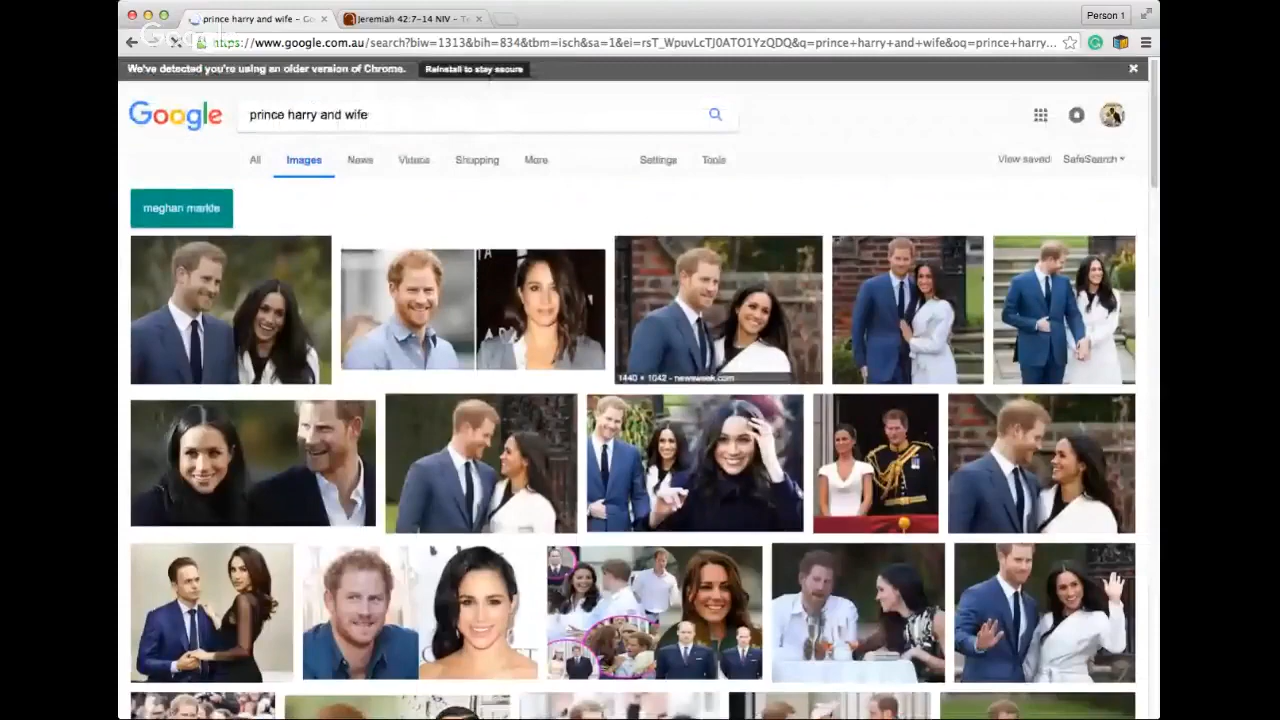 prince harry and wife - Go
Jeremiah 42:7-14 NIV - T
Person 1
Google
https://www.google.com.au/search?biw=1313&bih=834&tbm=isch&sa=1&ei=rsT_WpuvLcTJ0ATO1YzQDQ&q=prince+harry+and+wife&oq=prince+harry...
We've detected you're using an older version of Chrome. Reinstall to stay secure
Google prince harry and wife
All Images News Videos Shopping More Settings Tools View saved SafeSearch
meghan markle
1440 × 1042 - newsweek.com